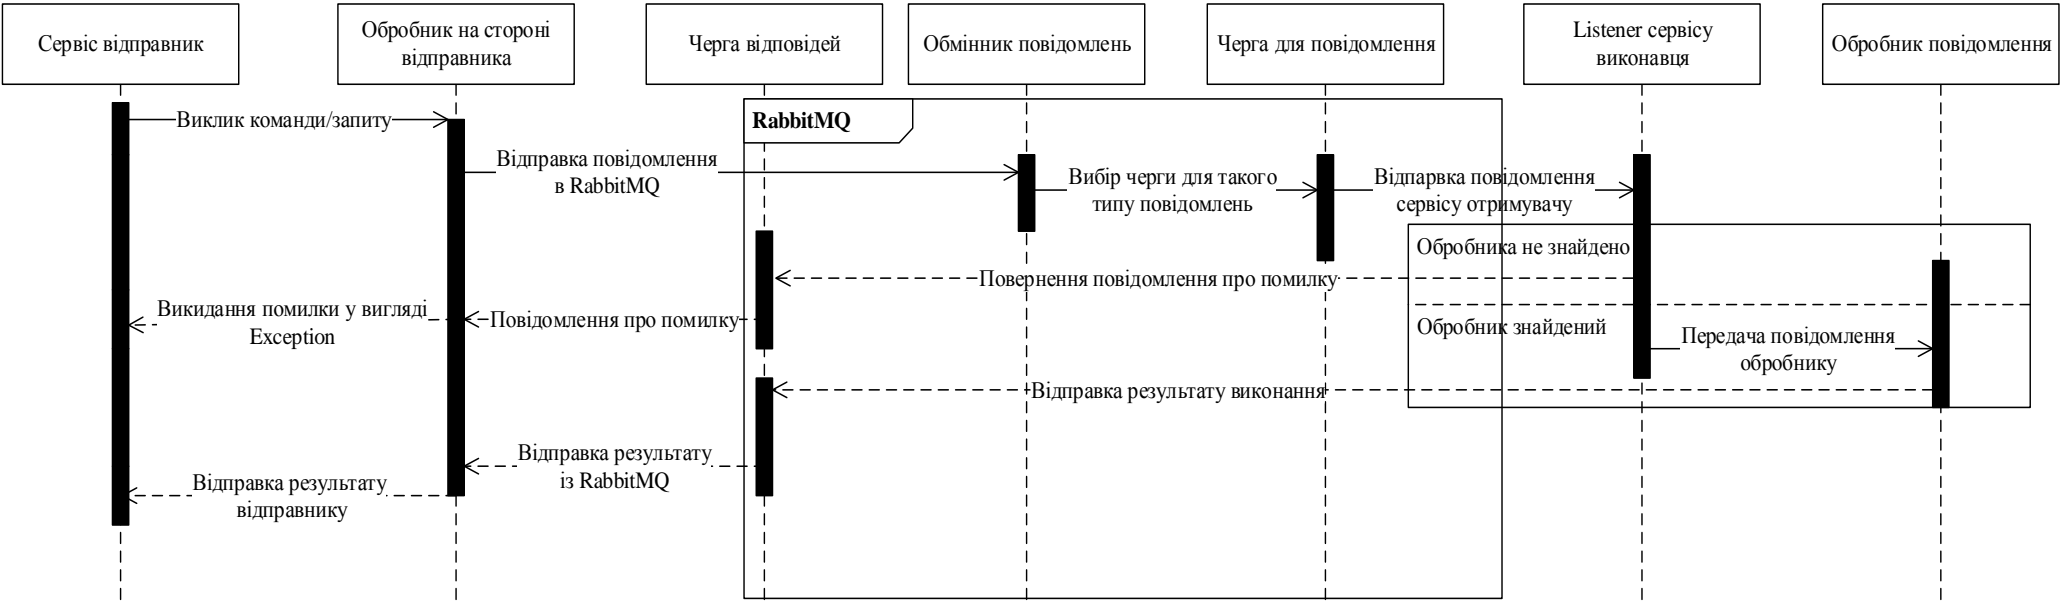 Сервіс відправник
Обробник на стороні
відправника
Черга відповідей
Обмінник повідомлень
Черга для повідомлення
Listener сервісу
виконавця
Обробник повідомлення
RabbitMQ
Виклик команди/запиту
Відправка повідомлення
в RabbitMQ
Вибір черги для такого
типу повідомлень
Відпарвка повідомлення
сервісу отримувачу
Обробника не знайдено
Повернення повідомлення про помилку
Повідомлення про помилку
Викидання помилки у вигляді
Exception
Обробник знайдений
Передача повідомлення
обробнику
Відправка результату виконання
Відправка результату
із RabbitMQ
Відправка результату
відправнику